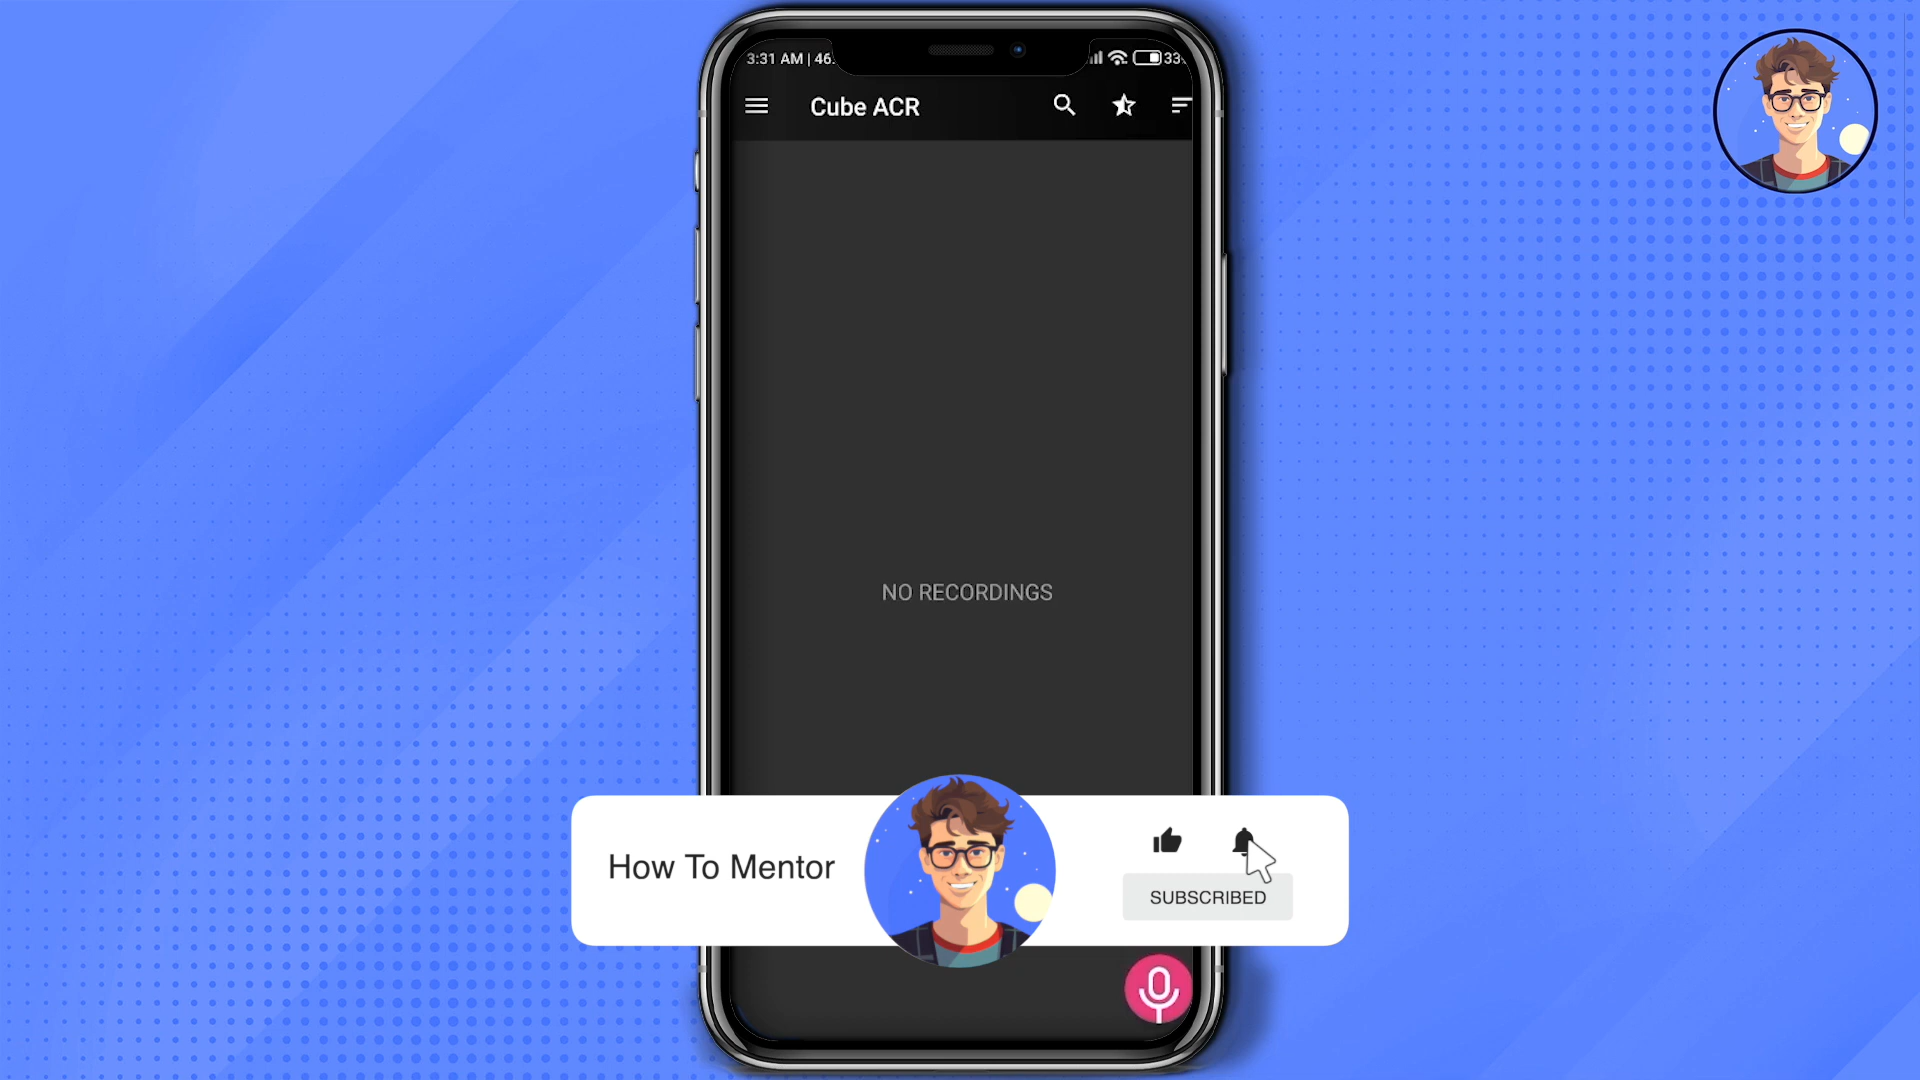 3:31 AM | 46.
33
Cube ACR
NO RECORDINGS
How To Mentor
SUBSCRIBED